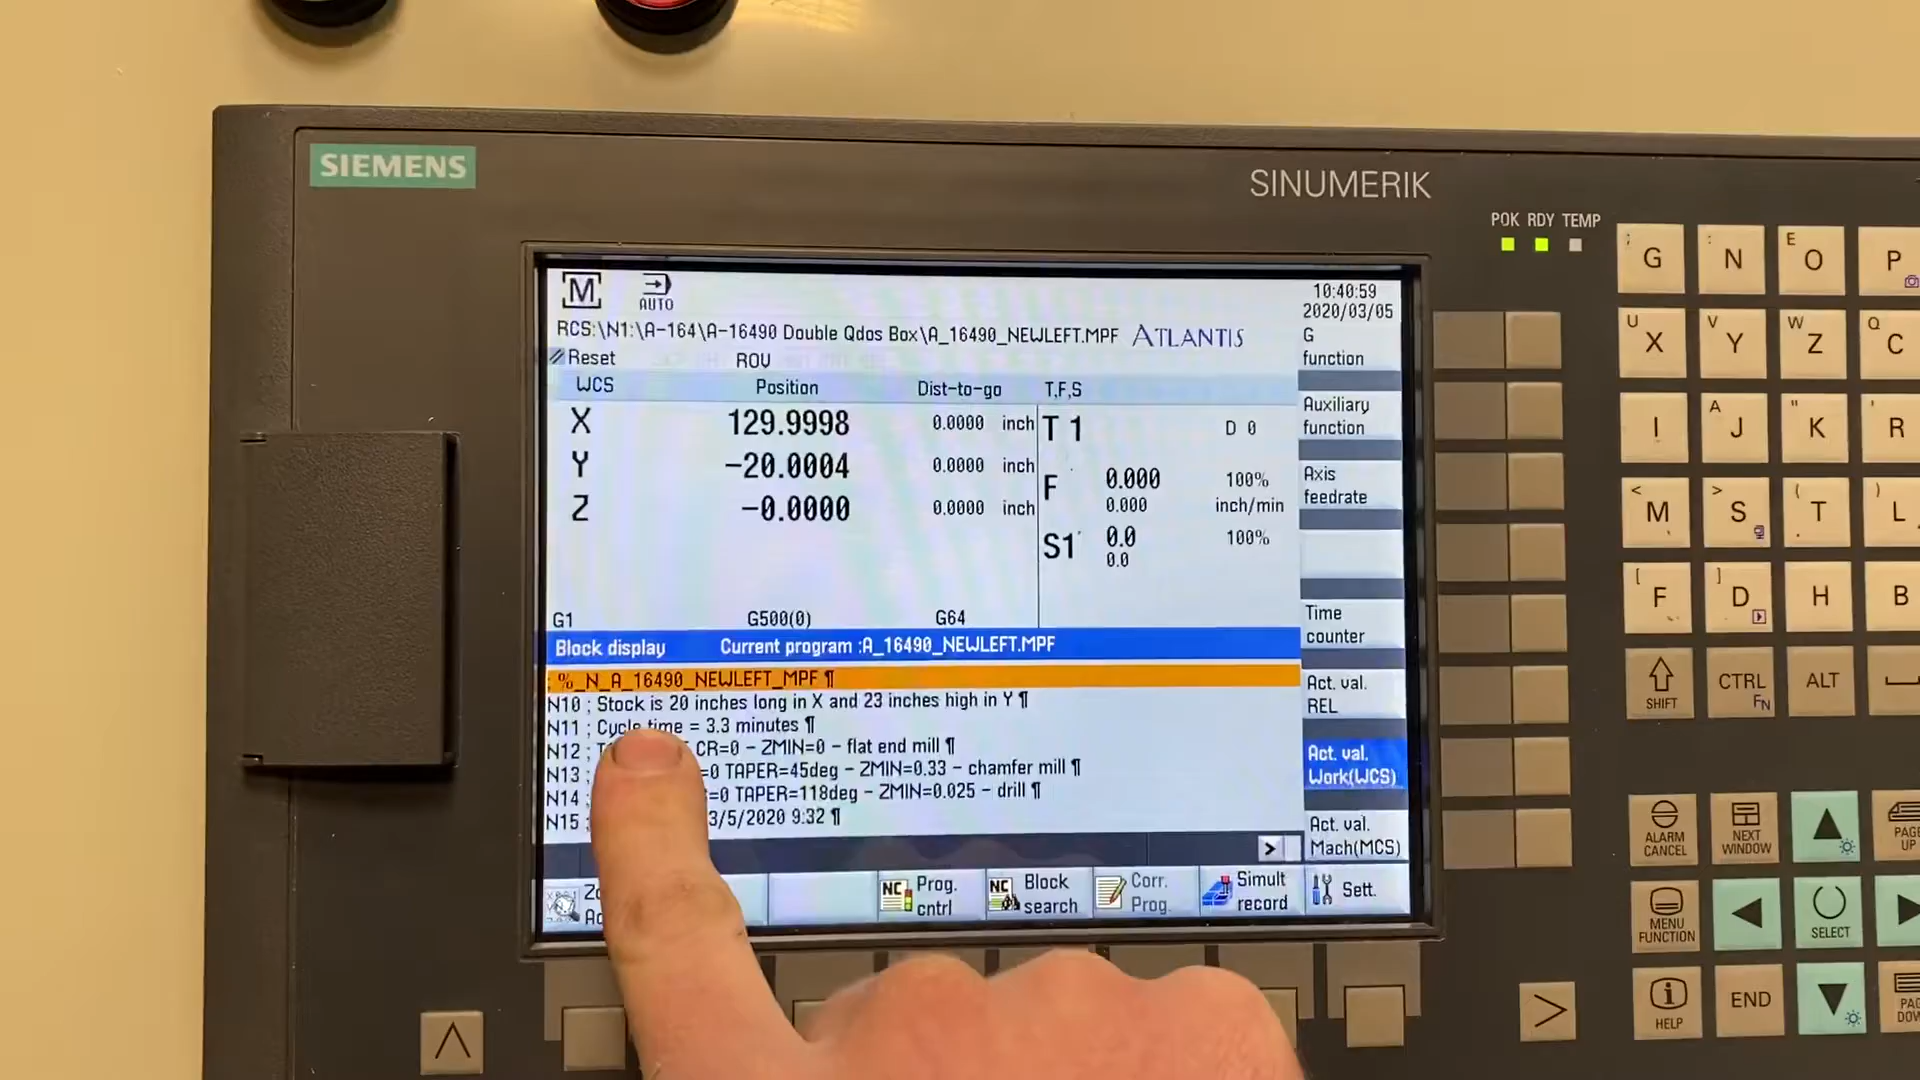 SIEMENS
SINUMERIK
POK RDY TEMP
M AUTO
10:40:59
2020/03/05
RCS:\N1:\A-164\A-16490 Double Qdos Box\A_16490_NEWLEFT.MPF ATLANTIS
G function
// Reset ROV
WCS Position Dist-to-go T,F,S
X 129.9998 0.0000 inch T 1 D 0
Auxiliary function
Y -20.0004 0.0000 inch F 0.000 100%
0.000 inch/min
Axis feedrate
Z -0.0000 0.0000 inch S1 0.0 100%
0.0
G1 G500(0) G64
Time counter
Block display Current program :A_16490_NEWLEFT.MPF
; %_N_A_16490_NEWLEFT_MPF ¶
N10 ; Stock is 20 inches long in X and 23 inches high in Y ¶
Act. val. REL
N11 ; Cycle time = 3.3 minutes ¶
N12 ; CR=0 - ZMIN=0 - flat end mill ¶
Act. val. Work(WCS)
N13 ; =0 TAPER=45deg - ZMIN=0.33 - chamfer mill ¶
N14 ; =0 TAPER=118deg - ZMIN=0.025 - drill ¶
N15 ; 3/5/2020 9:32 ¶
Act. val. Mach(MCS)
>
NC Prog. cntrl
NC Block search
Corr. Prog.
Simult record
Sett.
; G : N E O P
U X V Y W Z Q C
I A J " K ' R
< M > S ( T ) L
[ F ] D H B
SHIFT CTRL FN ALT
ALARM CANCEL NEXT WINDOW PAGE UP
MENU FUNCTION SELECT
HELP END